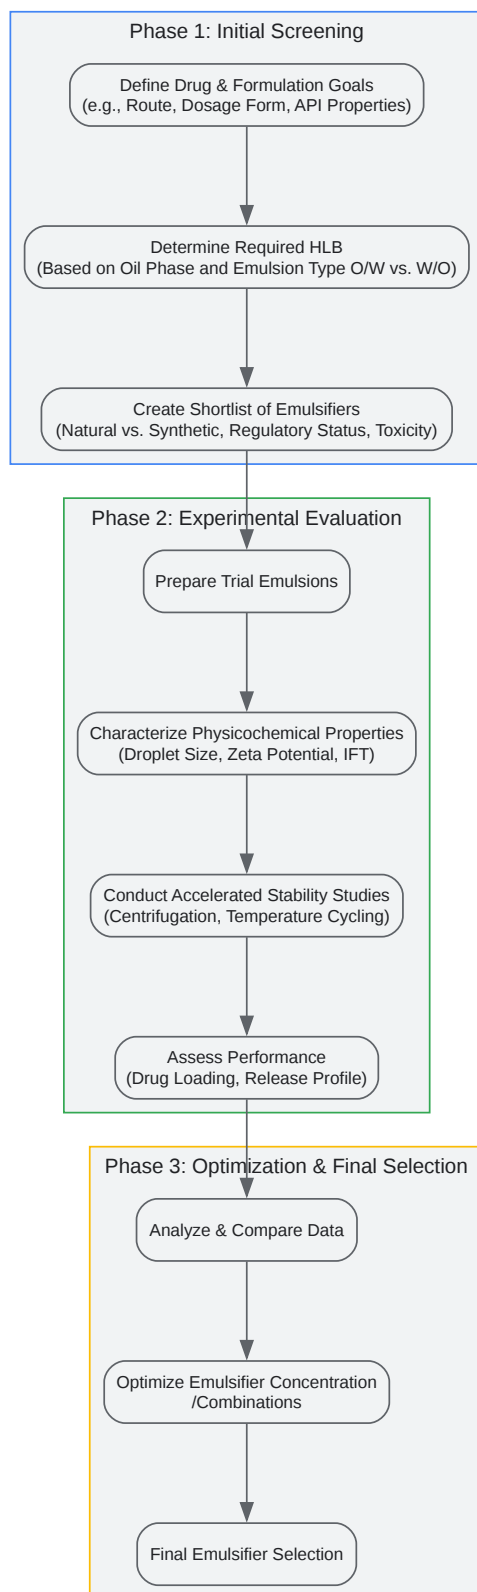 Phase 1: Initial Screening
Define Drug & Formulation Goals
(e.g., Route, Dosage Form, API Properties)
Determine Required HLB
(Based on Oil Phase and Emulsion Type O/W vs. W/O)
Create Shortlist of Emulsifiers
(Natural vs. Synthetic, Regulatory Status, Toxicity)
Phase 2: Experimental Evaluation
Prepare Trial Emulsions
Characterize Physicochemical Properties
(Droplet Size, Zeta Potential, IFT)
Conduct Accelerated Stability Studies
(Centrifugation, Temperature Cycling)
Assess Performance
(Drug Loading, Release Profile)
Phase 3: Optimization & Final Selection
Analyze & Compare Data
Optimize Emulsifier Concentration
/Combinations
Final Emulsifier Selection